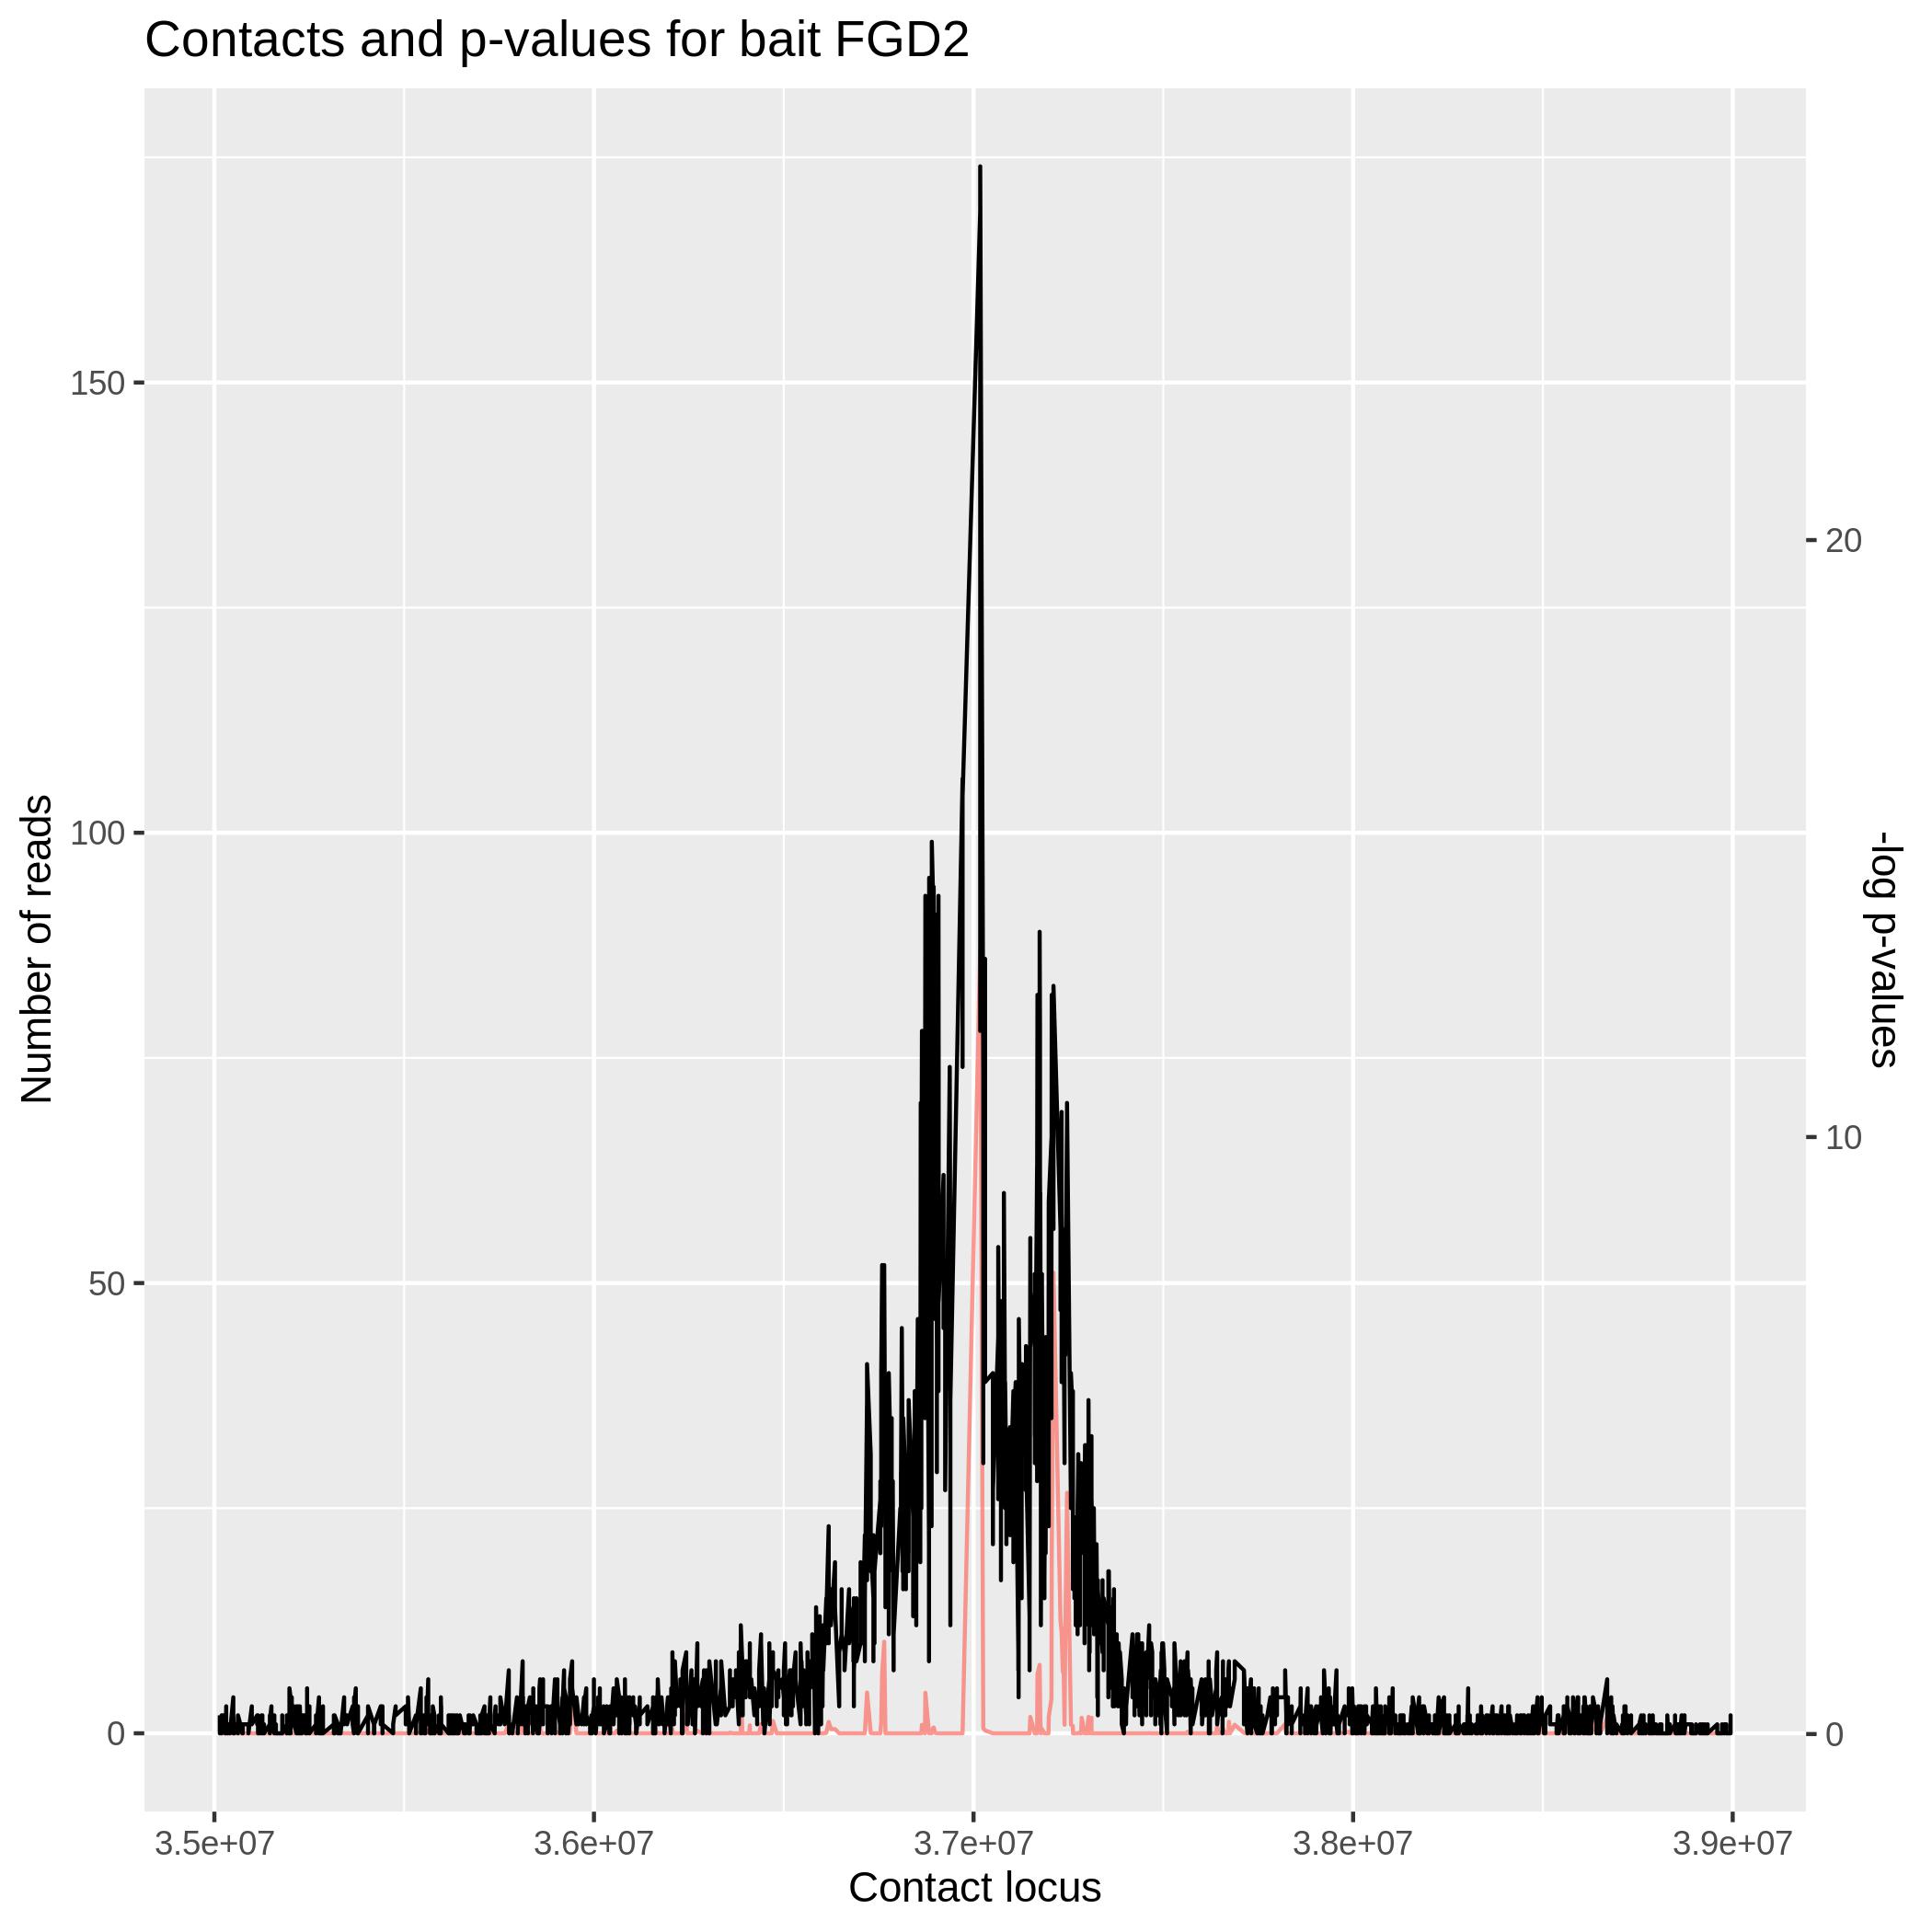 Contacts and p-values for bait FGD2
Number of reads
150
100
50
0
20
10
0
-log p-values
3.5e+07 3.6e+07 3.7e+07 3.8e+07 3.9e+07
Contact locus